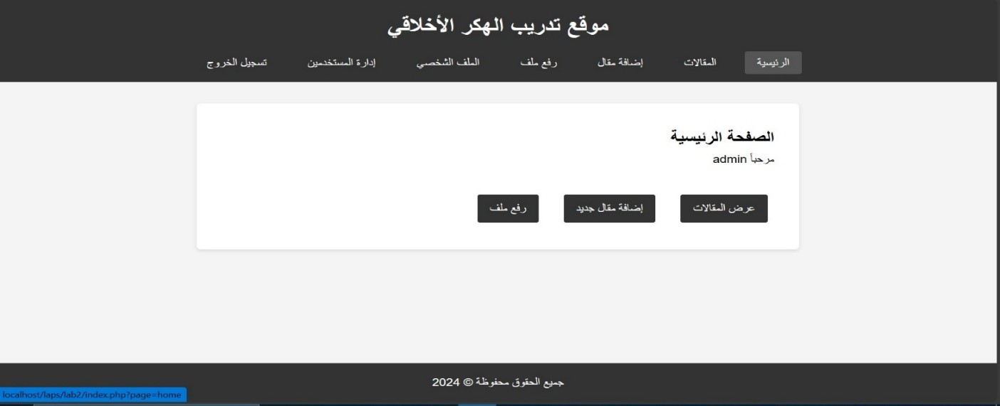 موقع تدريب الهكر الأخلاقي
الرئيسية المقالات إضافة مقال رفع ملف الملف الشخصي إدارة المستخدمين تسجيل الخروج
الصفحة الرئيسية
مرحباً admin
عرض المقالات إضافة مقال جديد رفع ملف
جميع الحقوق محفوظة © 2024
localhost/laps/lab2/index.php?page=home